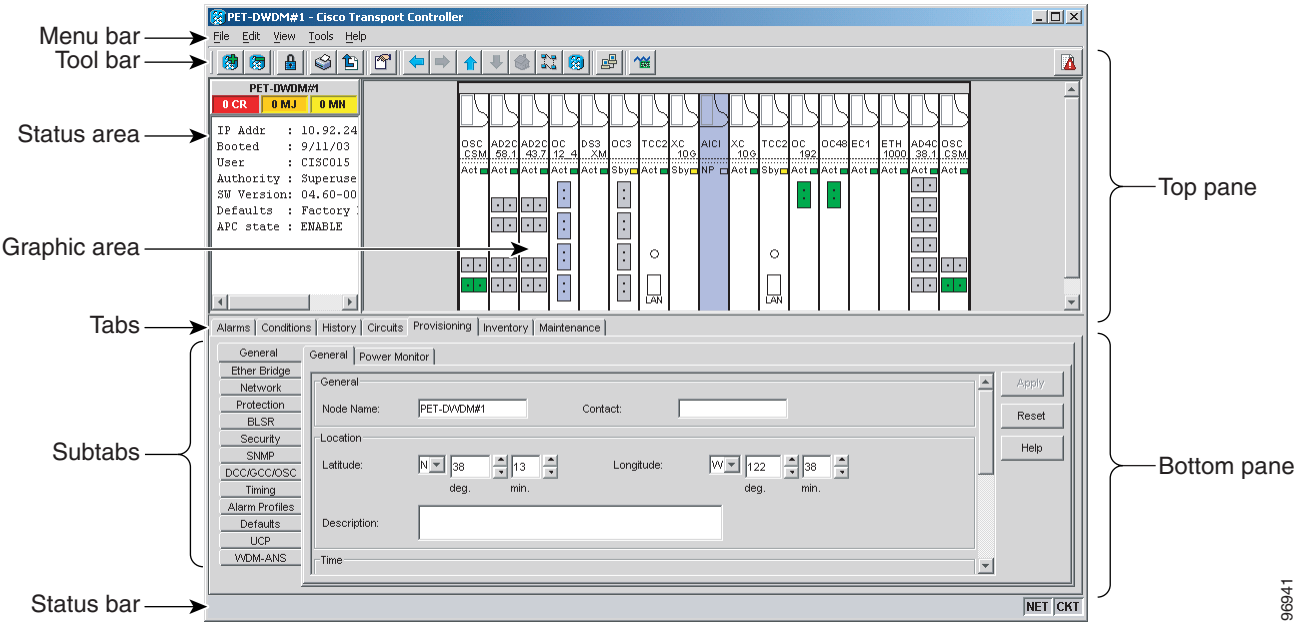 PET-DWDM#1 - Cisco Transport Controller
Menu bar
File Edit View Tools Help
Tool bar
PET-DWDM#1
0 CR 0 MJ 0 MN
Status area
IP Addr : 10.92.24
Booted : 9/11/03
User : CISCO15
Authority : Superuse
SW Version: 04.60-00
Defaults : Factory
APC state : ENABLE
OSC AD2C AD2C OC DS3 OC3 TCC2 XC AICI XC TCC2 OC OC48 EC1 ETH AD4C OSC
CSM 58.1 43.7 12_4 XM 10G 10G 192 1000 38.1 CSM
Act Act Act Act Act Sby Act Sby NP Act Sby Act Act Act Act Act Act
LAN LAN
Top pane
Graphic area
Tabs
Alarms Conditions History Circuits Provisioning Inventory Maintenance
Subtabs
General
Ether Bridge
Network
Protection
BLSR
Security
SNMP
DCC/GCC/OSC
Timing
Alarm Profiles
Defaults
UCP
WDM-ANS
General Power Monitor
General
Node Name: PET-DWDM#1 Contact:
Location
Latitude: N 38 13 Longitude: W 122 38
deg. min. deg. min.
Description:
Time
Apply
Reset
Help
Bottom pane
Status bar
NET CKT
96941